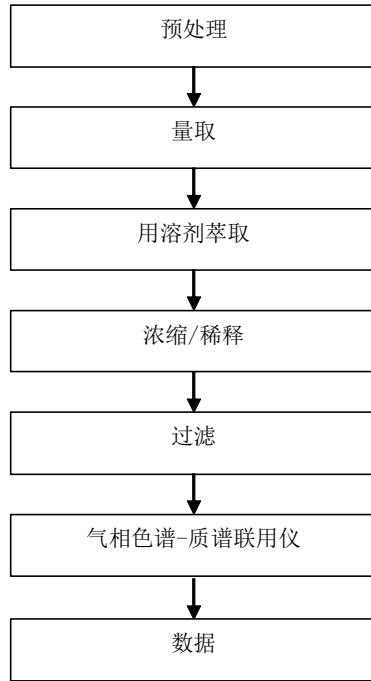 预处理
量取
用溶剂萃取
浓缩/稀释
过滤
气相色谱-质谱联用仪
数据